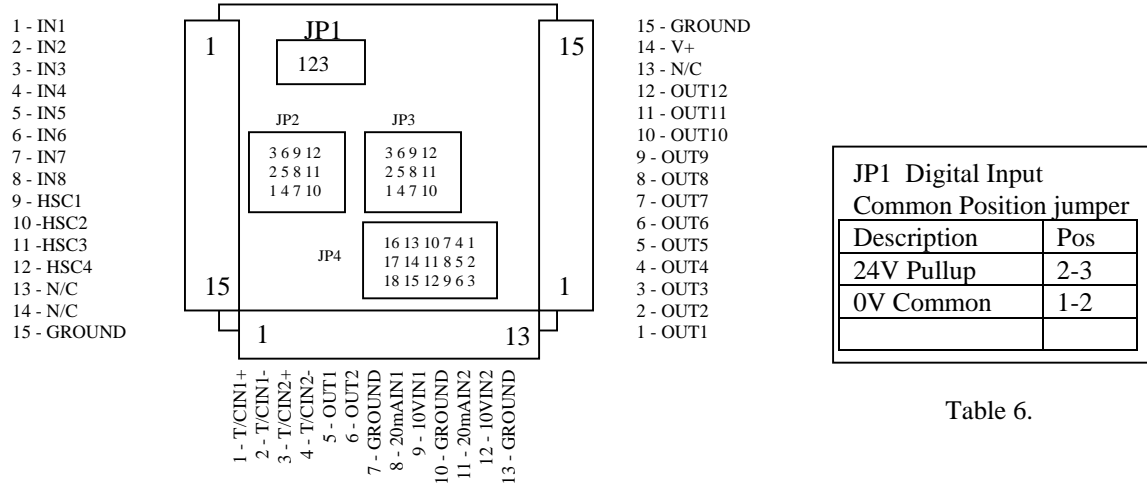 1 - IN1
2 - IN2
3 - IN3
4 - IN4
5 - IN5
6 - IN6
7 - IN7
8 - IN8
9 - HSC1
10 -HSC2
11 -HSC3
12 - HSC4
13 - N/C
14 - N/C
15 - GROUND
1
15
JP1
123
JP2
3 6 9 12
2 5 8 11
1 4 7 10
JP3
3 6 9 12
2 5 8 11
1 4 7 10
JP4
16 13 10 7 4 1
17 14 11 8 5 2
18 15 12 9 6 3
15
1
1
13
15 - GROUND
14 - V+
13 - N/C
12 - OUT12
11 - OUT11
10 - OUT10
9 - OUT9
8 - OUT8
7 - OUT7
6 - OUT6
5 - OUT5
4 - OUT4
3 - OUT3
2 - OUT2
1 - OUT1
1 - T/CIN1+
2 - T/CIN1-
3 - T/CIN2+
4 - T/CIN2-
5 - OUT1
6 - OUT2
7 - GROUND
8 - 20mAIN1
9 - 10VIN1
10 - GROUND
11 - 20mAIN2
12 - 10VIN2
13 - GROUND
JP1 Digital Input
Common Position jumper
Description Pos
24V Pullup 2-3
0V Common 1-2
Table 6.